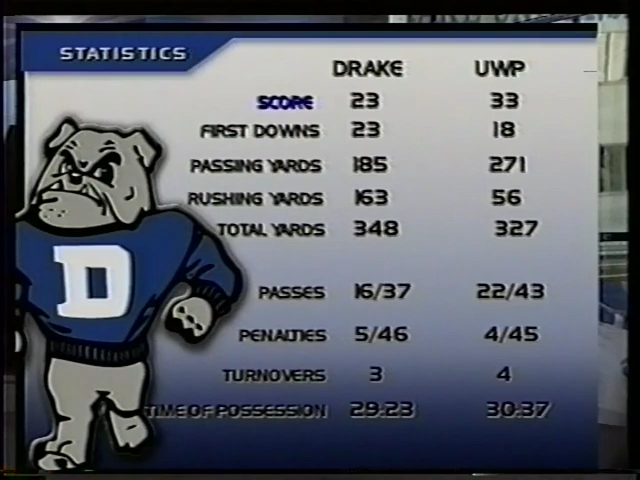 STATISTICS
DRAKE UWP
SCORE 23 33
FIRST DOWNS 23 18
PASSING YARDS 185 271
RUSHING YARDS 163 56
TOTAL YARDS 348 327
D
PASSES 16/37 22/43
PENALTIES 5/46 4/45
TURNOVERS 3 4
TIME OF POSSESSION 29:23 30:37